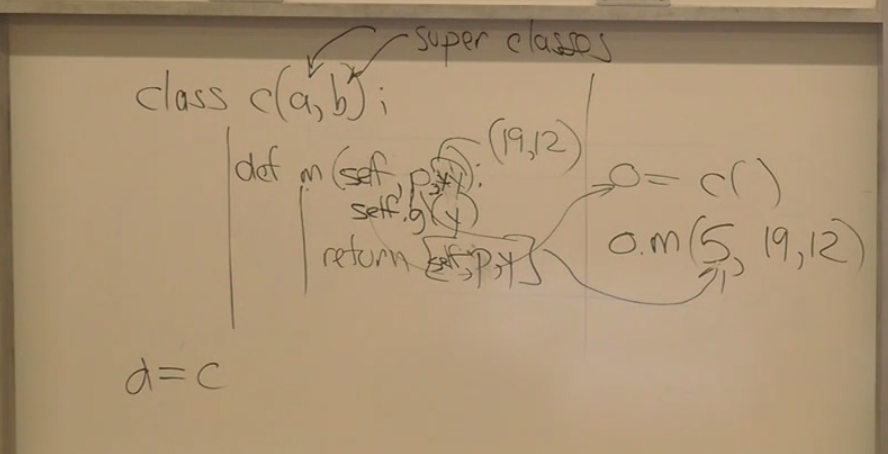 super classes
class c(a,b):
def m(self, p, *y):
(19,12)
self.g(y)
return [self, p, y]
o = c()
o.m(5, 19, 12)
d = c